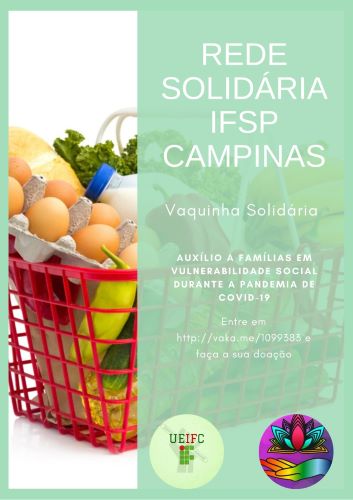 REDE
SOLIDÁRIA
IFSP
CAMPINAS
Vaquinha Solidária
AUXÍLIO A FAMÍLIAS EM
VULNERABILIDADE SOCIAL
DURANTE A PANDEMIA DE
COVID-19
Entre em
http://vaka.me/1099383 e
faça a sua doação
UEIFC